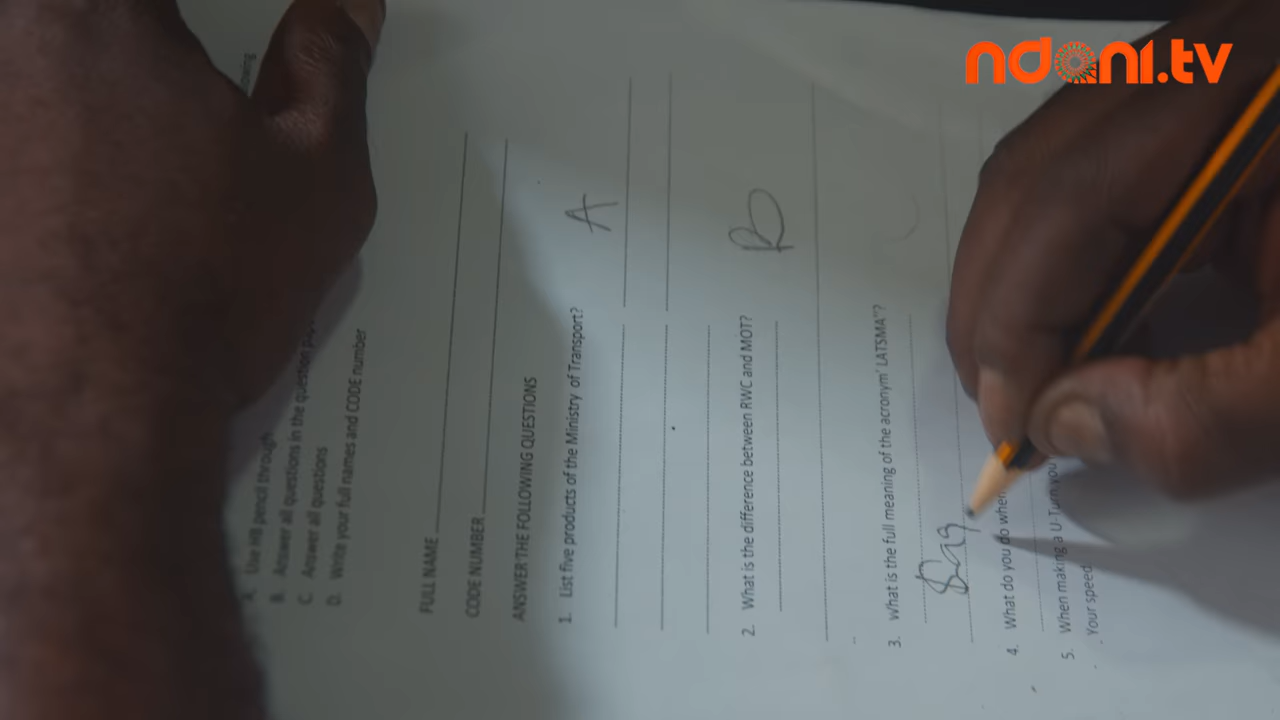 ndani.tv
A. Use HB pencil through
B. Answer all questions in the question
C. Answer all questions
D. Write your full names and CODE number
FULL NAME
CODE NUMBER
ANSWER THE FOLLOWING QUESTIONS
1. List five products of the Ministry of Transport?
A
2. What is the difference between RWC and MOT?
B
3. What is the full meaning of the acronym' LATSMA"?
4. What do you do when
5. When making a U-Turn you
Your speed